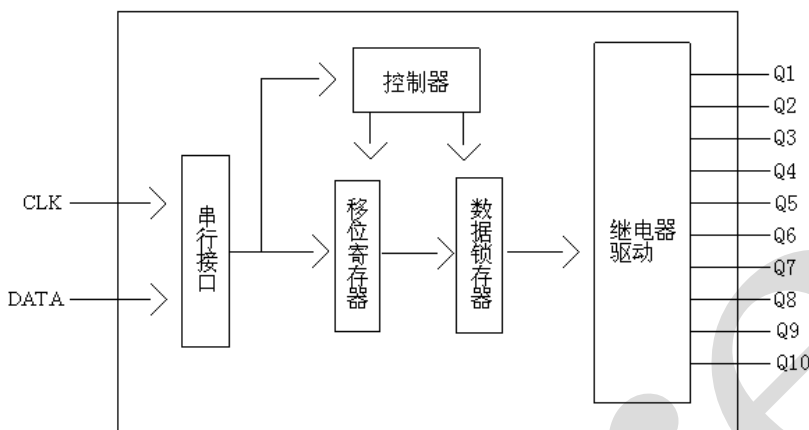 控制器
CLK
DATA
串行接口
移位寄存器
数据锁存器
继电器
驱动
Q1
Q2
Q3
Q4
Q5
Q6
Q7
Q8
Q9
Q10